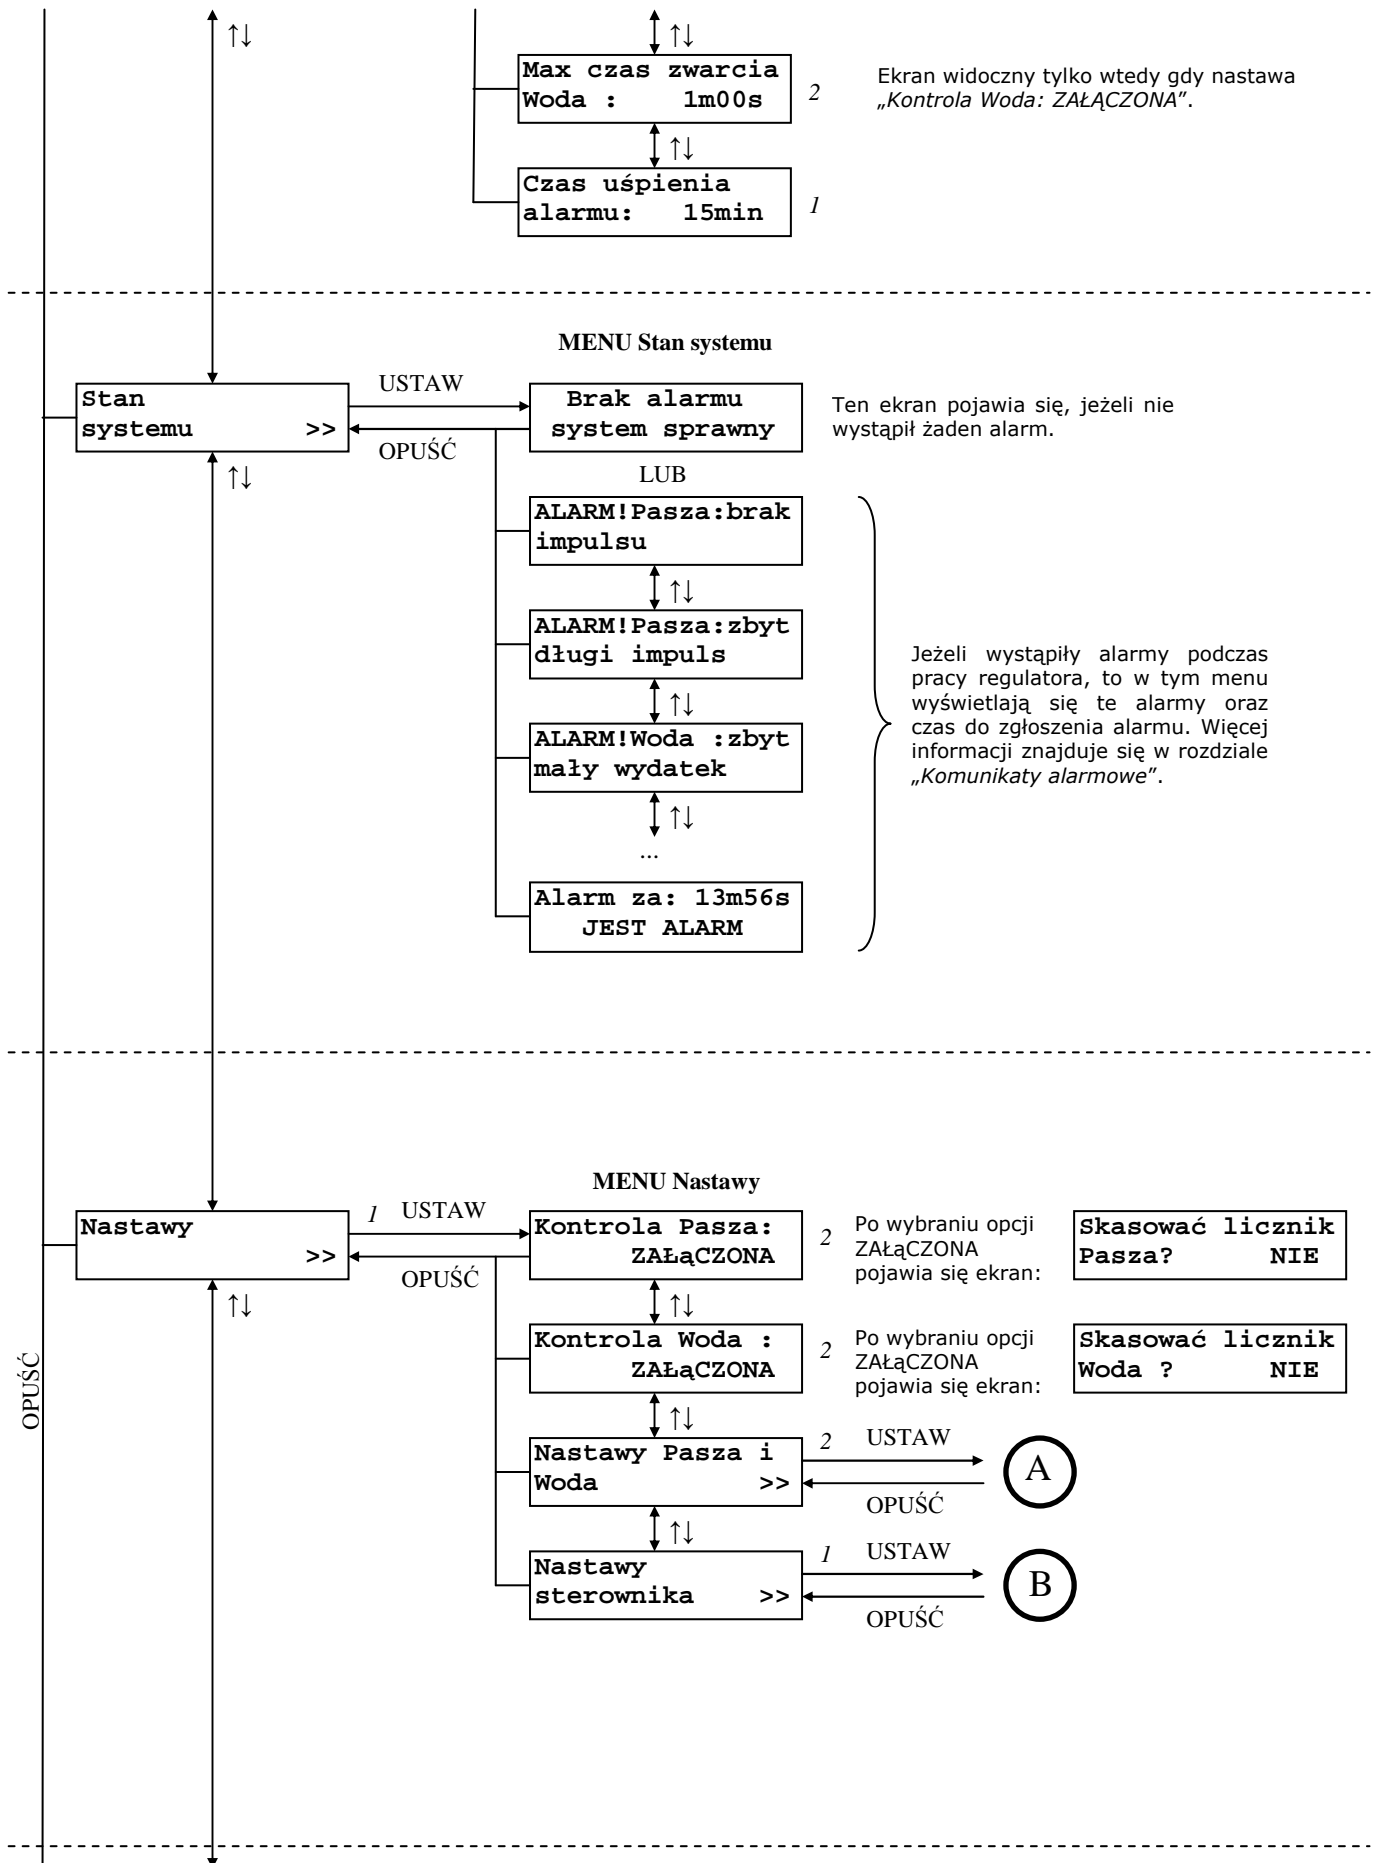 ↑↓
↑↓
Max czas zwarcia
Woda : 1m00s
2
Ekran widoczny tylko wtedy gdy nastawa
„Kontrola Woda: ZAŁĄCZONA”.
↑↓
Czas uśpienia
alarmu: 15min
1
MENU Stan systemu
Stan
systemu >>
USTAW
OPUŚĆ
Brak alarmu
system sprawny
Ten ekran pojawia się, jeżeli nie
wystąpił żaden alarm.
↑↓
LUB
ALARM!Pasza:brak
impulsu
↑↓
ALARM!Pasza:zbyt
długi impuls
↑↓
ALARM!Woda :zbyt
mały wydatek
↑↓
...
Alarm za: 13m56s
JEST ALARM
Jeżeli wystąpiły alarmy podczas
pracy regulatora, to w tym menu
wyświetlają się te alarmy oraz
czas do zgłoszenia alarmu. Więcej
informacji znajduje się w rozdziale
„Komunikaty alarmowe”.
MENU Nastawy
Nastawy
>>
1 USTAW
OPUŚĆ
Kontrola Pasza:
ZAŁąCZONA
2
Po wybraniu opcji
ZAŁąCZONA
pojawia się ekran:
Skasować licznik
Pasza? NIE
↑↓
↑↓
Kontrola Woda :
ZAŁąCZONA
2
Po wybraniu opcji
ZAŁąCZONA
pojawia się ekran:
Skasować licznik
Woda ? NIE
OPUŚĆ
↑↓
Nastawy Pasza i
Woda >>
2 USTAW
OPUŚĆ
A
↑↓
Nastawy
sterownika >>
1 USTAW
OPUŚĆ
B